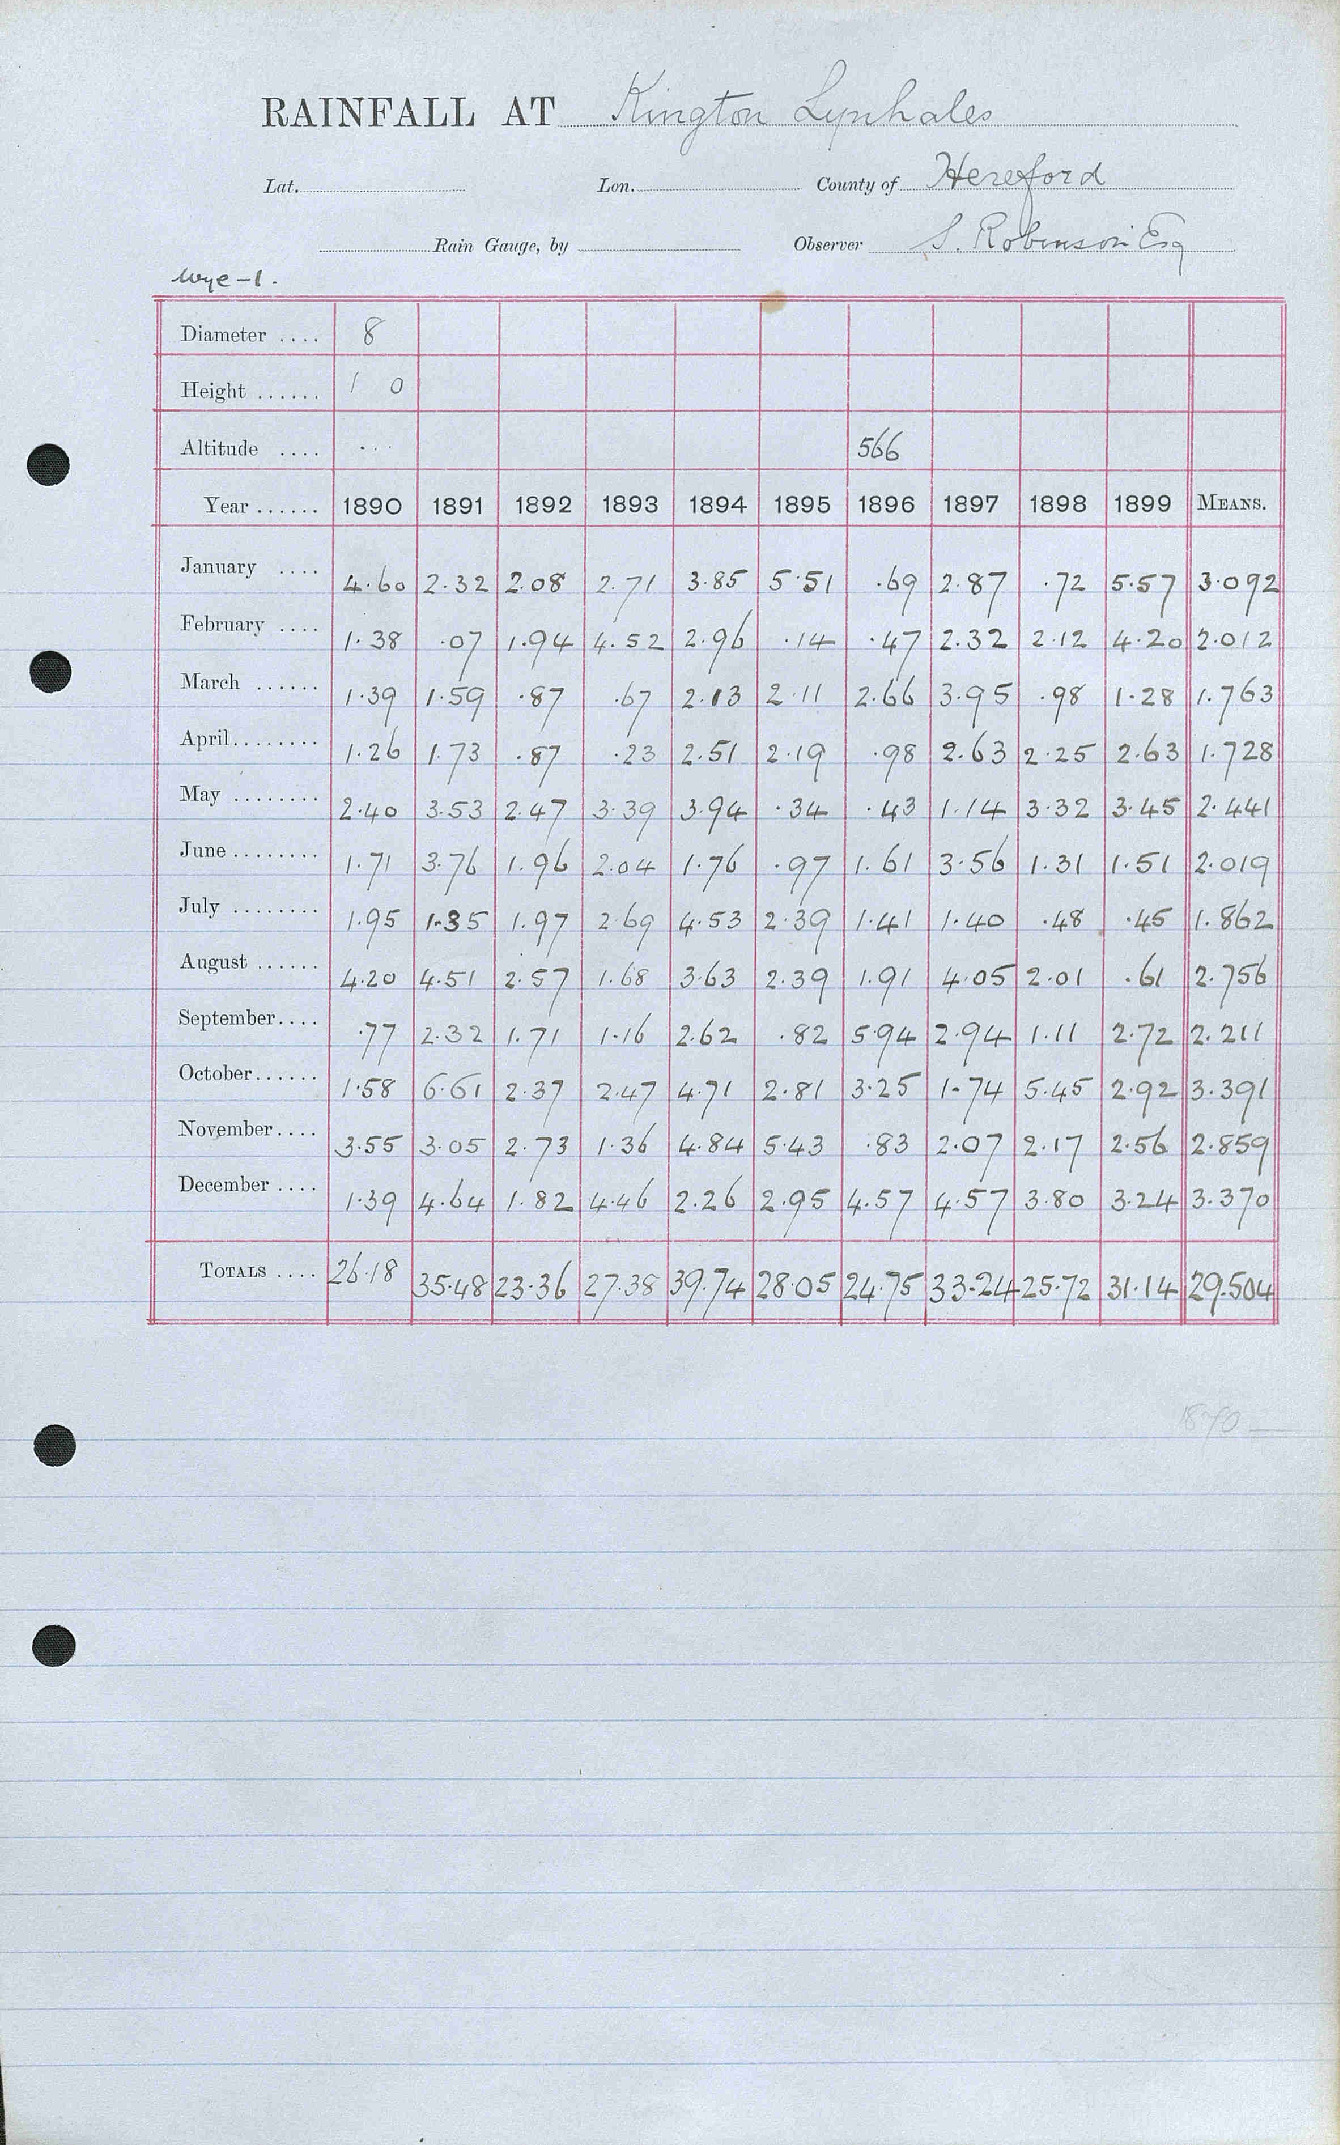 RAINFALL AT Kington Lynhales
Lat. Lon. County of Hereford
Rain Gauge, by Observer S. Robinson Esq
Wye-1.
Diameter .... 8
Height ...... 1 0
Altitude .... ... 566
Year ...... 1890 1891 1892 1893 1894 1895 1896 1897 1898 1899 MEANS.
January .... 4.60 2.32 2.08 2.71 3.85 5.51 .69 2.87 .72 5.57 3.092
February .... 1.38 .07 1.94 4.52 2.96 .14 .47 2.32 2.12 4.20 2.012
March ...... 1.39 1.59 .87 .67 2.13 2.11 2.66 3.95 .98 1.28 1.763
April........ 1.26 1.73 .87 .23 2.51 2.19 .98 2.63 2.25 2.63 1.728
May ........ 2.40 3.53 2.47 3.39 3.94 .34 .43 1.14 3.32 3.45 2.441
June........ 1.71 3.76 1.96 2.04 1.76 .97 1.61 3.56 1.31 1.51 2.019
July ........ 1.95 1.35 1.97 2.69 4.53 2.39 1.41 1.40 .48 .45 1.862
August ...... 4.20 4.51 2.57 1.68 3.63 2.39 1.91 4.05 2.01 .61 2.756
September.... .77 2.32 1.71 1.16 2.62 .82 5.94 2.94 1.11 2.72 2.211
October...... 1.58 6.61 2.37 2.47 4.71 2.81 3.25 1.74 5.45 2.92 3.391
November.... 3.55 3.05 2.73 1.36 4.84 5.43 .83 2.07 2.17 2.56 2.859
December .... 1.39 4.64 1.82 4.46 2.26 2.95 4.57 4.57 3.80 3.24 3.370
TOTALS .... 26.18 35.48 23.36 27.38 39.74 28.05 24.75 33.24 25.72 31.14 29.504
1870 —